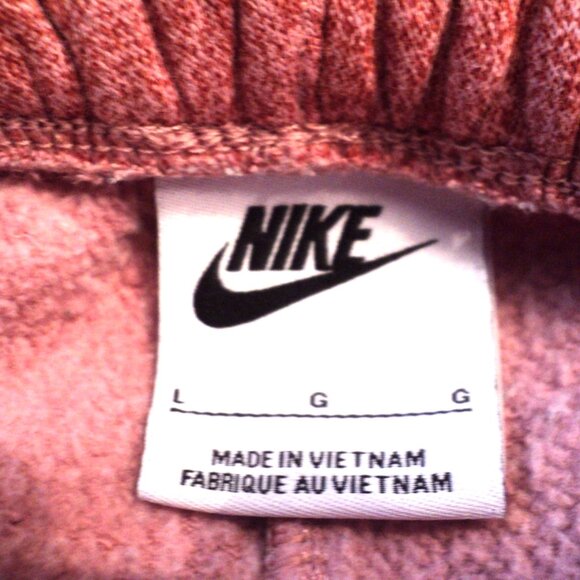 NIKE
L G G
MADE IN VIETNAM
FABRIQUE AU VIETNAM